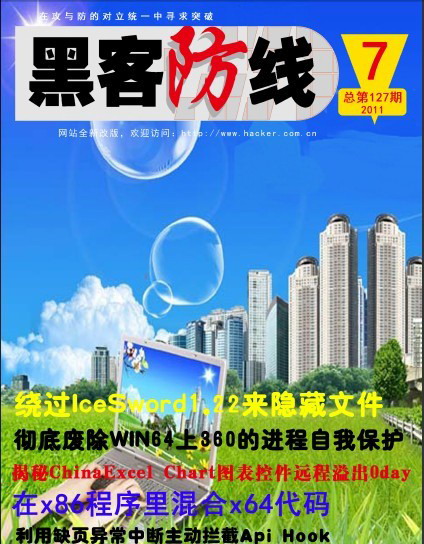 在攻与防的对立统一中寻求突破
黑客防线
7
总第127期
2011
网站全新改版，欢迎访问：http://www.hacker.com.cn
绕过IceSword1.22来隐藏文件
彻底废除WIN64上360的进程自我保护
揭秘ChinaExcel Chart图表控件远程溢出0day
在x86程序里混合x64代码
利用缺页异常中断主动拦截Api Hook